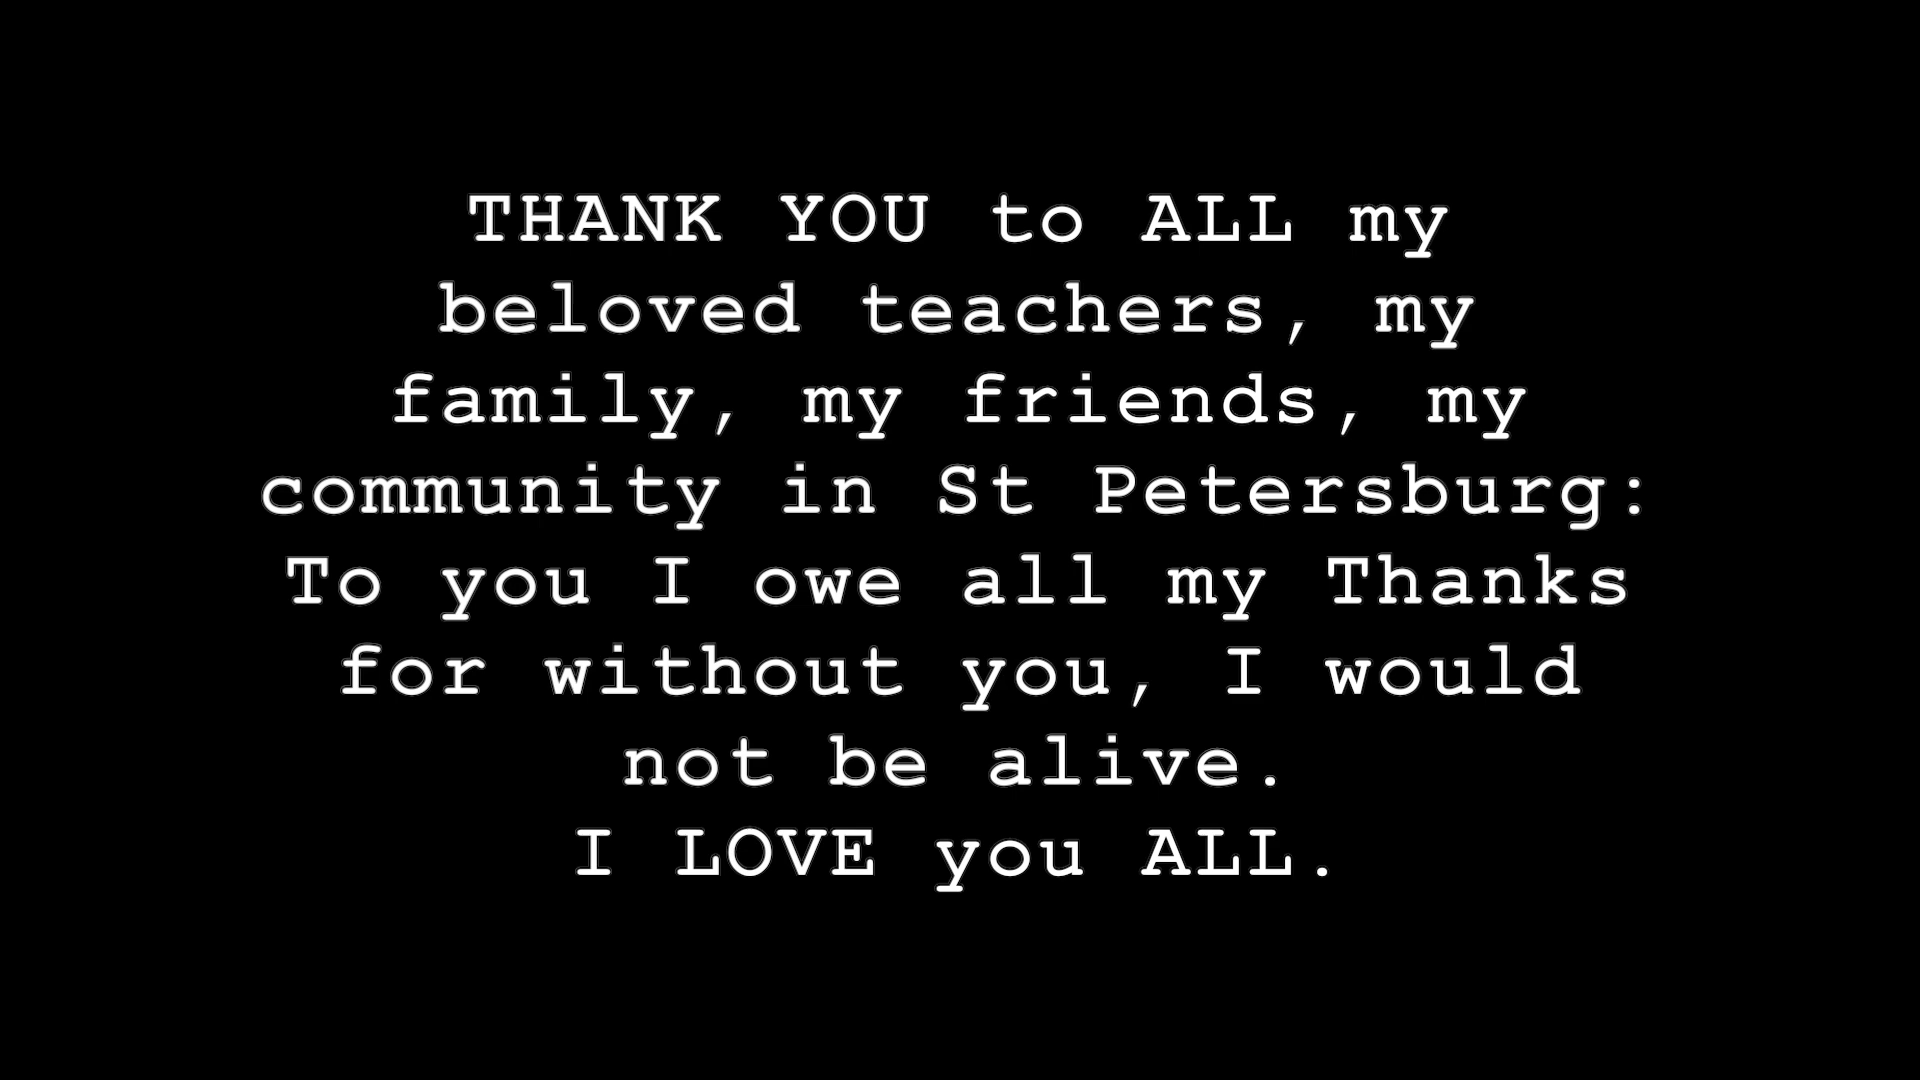 THANK YOU to ALL my
beloved teachers, my
family, my friends, my
community in St Petersburg:
To you I owe all my Thanks
for without you, I would
not be alive.
I LOVE you ALL.